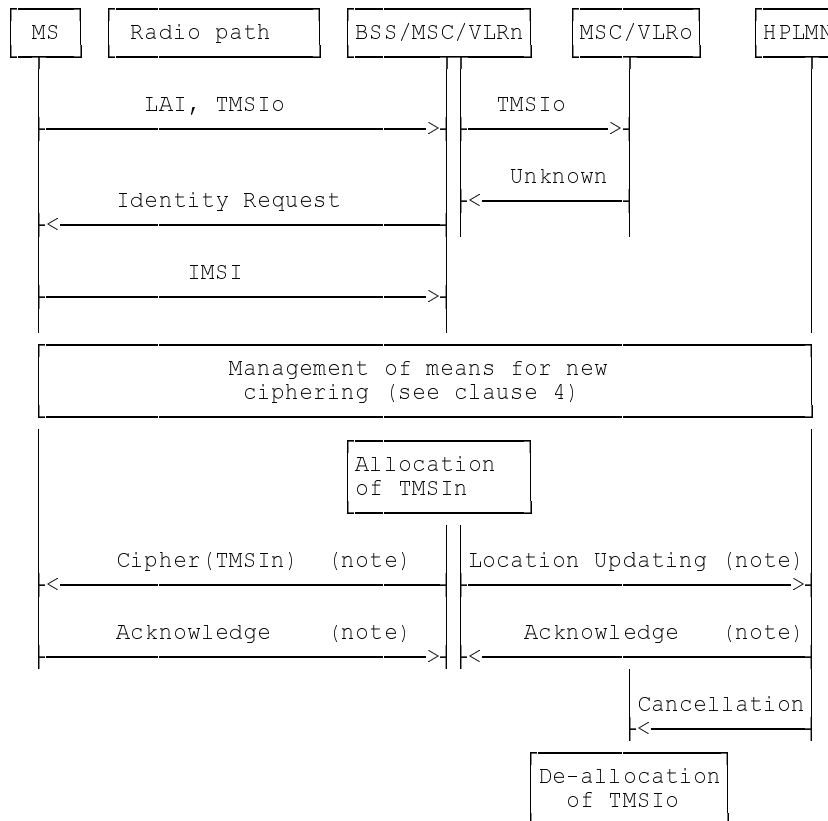 MS
Radio path
BSS/MSC/VLRn
MSC/VLRo
HPLMN
LAI, TMSIo
TMSIo
Unknown
Identity Request
IMSI
Management of means for new
ciphering (see clause 4)
Allocation
of TMSIn
Cipher(TMSIn) (note)
Location Updating (note)
Acknowledge (note)
Acknowledge (note)
Cancellation
De-allocation
of TMSIo